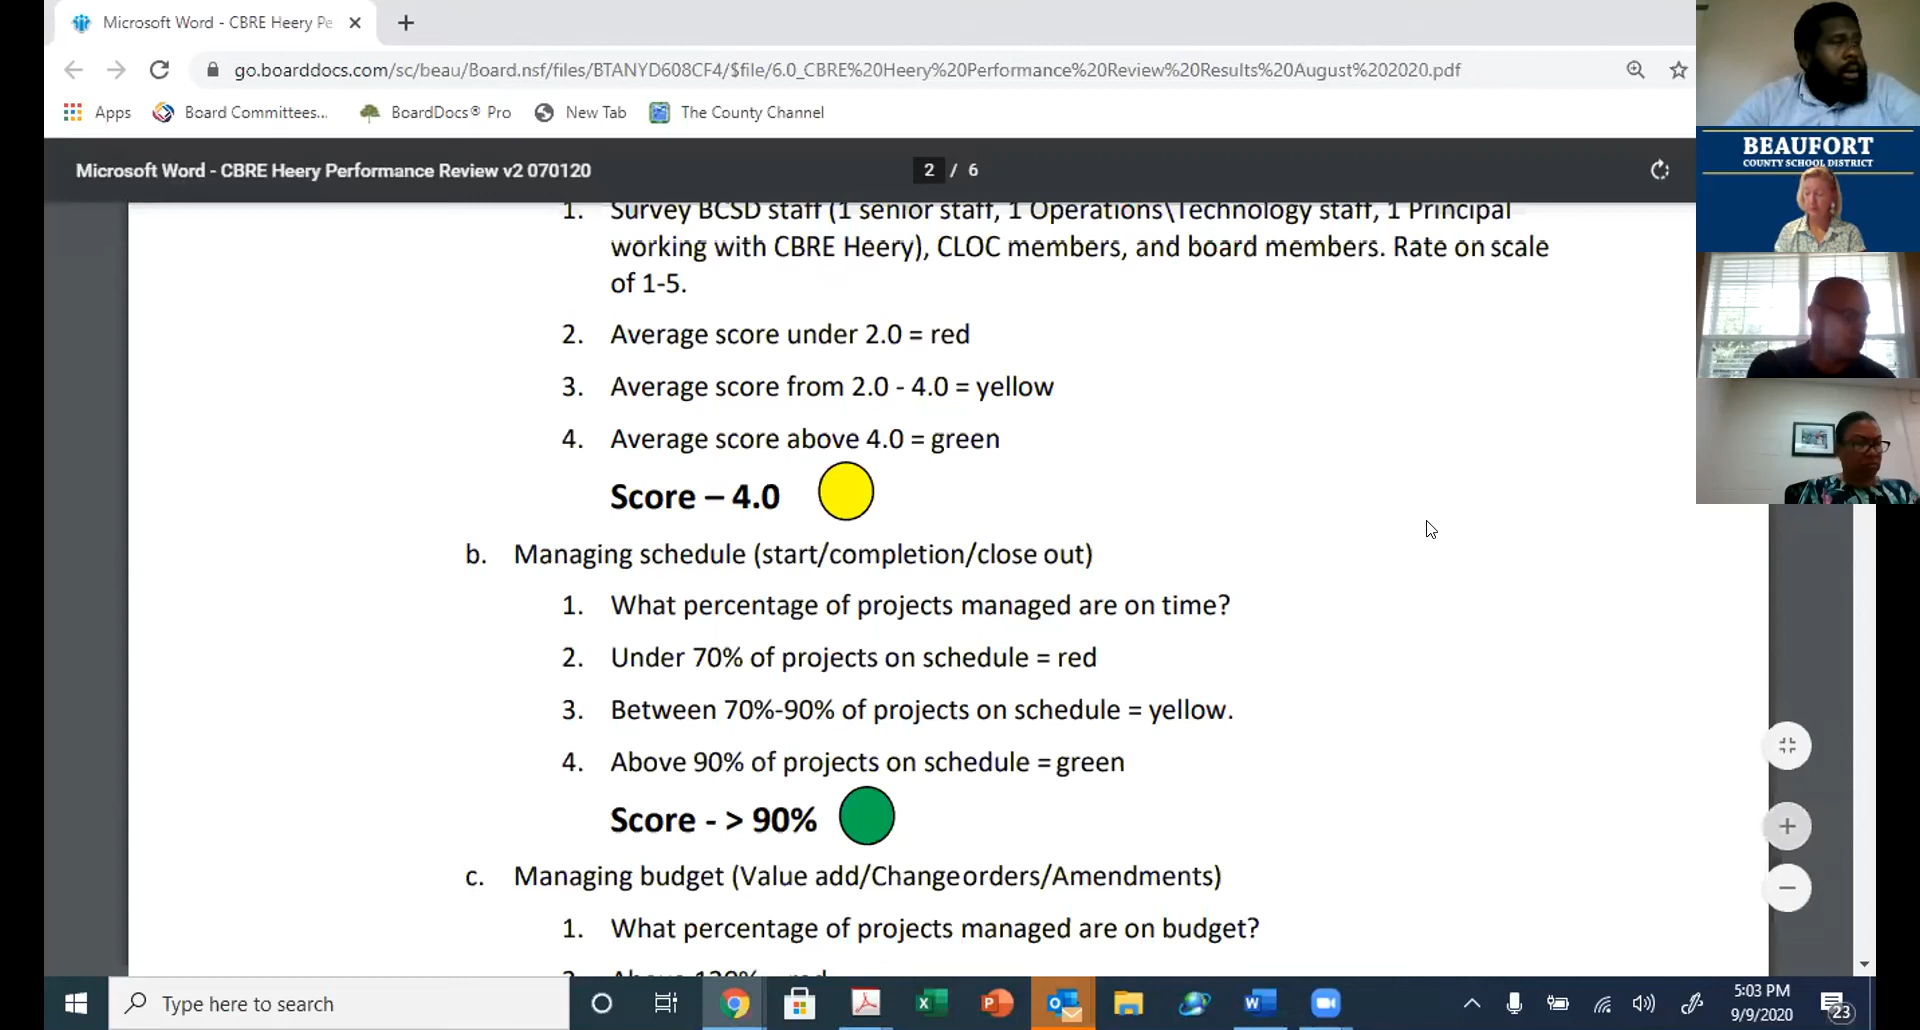 Microsoft Word - CBRE Heery Pe
go.boarddocs.com/sc/beau/Board.nsf/files/BTANYD608CF4/$file/6.0_CBRE%20Heery%20Performance%20Review%20Results%20August%202020.pdf
Apps Board Committees... BoardDocs® Pro New Tab The County Channel
Microsoft Word - CBRE Heery Performance Review v2 070120 2 / 6
BEAUFORT
COUNTY SCHOOL DISTRICT
1. Survey BCSD staff (1 senior staff, 1 Operations\Technology staff, 1 Principal
working with CBRE Heery), CLOC members, and board members. Rate on scale
of 1-5.
2. Average score under 2.0 = red
3. Average score from 2.0 - 4.0 = yellow
4. Average score above 4.0 = green
Score – 4.0
b. Managing schedule (start/completion/close out)
1. What percentage of projects managed are on time?
2. Under 70% of projects on schedule = red
3. Between 70%-90% of projects on schedule = yellow.
4. Above 90% of projects on schedule = green
Score - > 90%
c. Managing budget (Value add/Change orders/Amendments)
1. What percentage of projects managed are on budget?
2. Above 120% = red
Type here to search
5:03 PM
9/9/2020
23